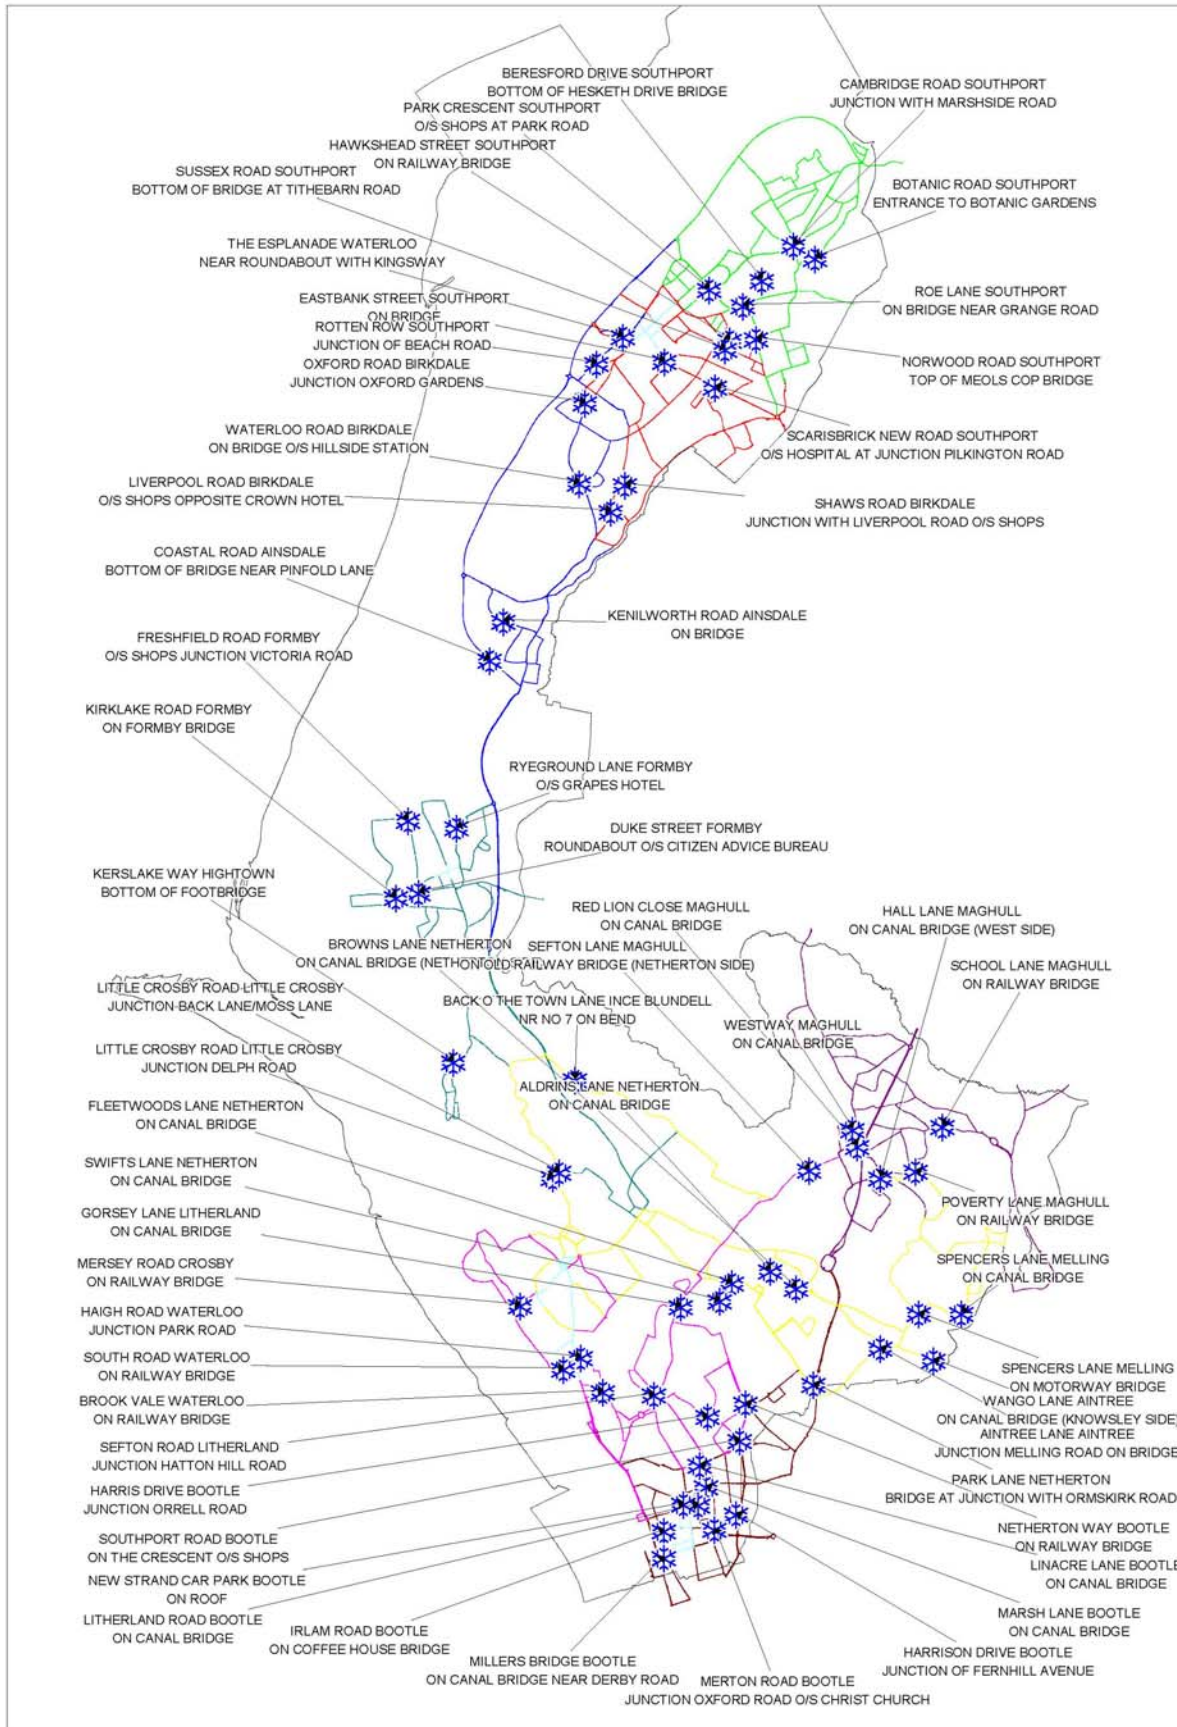 BERESFORD DRIVE SOUTHPORT
BOTTOM OF HESKETH DRIVE BRIDGE
CAMBRIDGE ROAD SOUTHPORT
JUNCTION WITH MARSHSIDE ROAD
PARK CRESCENT SOUTHPORT
O/S SHOPS AT PARK ROAD
HAWKSHEAD STREET SOUTHPORT
ON RAILWAY BRIDGE
SUSSEX ROAD SOUTHPORT
BOTTOM OF BRIDGE AT TITHEBARN ROAD
BOTANIC ROAD SOUTHPORT
ENTRANCE TO BOTANIC GARDENS
THE ESPLANADE WATERLOO
NEAR ROUNDABOUT WITH KINGSWAY
EASTBANK STREET SOUTHPORT
ON BRIDGE
ROE LANE SOUTHPORT
ON BRIDGE NEAR GRANGE ROAD
ROTTEN ROW SOUTHPORT
JUNCTION OF BEACH ROAD
OXFORD ROAD BIRKDALE
JUNCTION OXFORD GARDENS
NORWOOD ROAD SOUTHPORT
TOP OF MEOLS COP BRIDGE
WATERLOO ROAD BIRKDALE
ON BRIDGE O/S HILLSIDE STATION
SCARISBRICK NEW ROAD SOUTHPORT
O/S HOSPITAL AT JUNCTION PILKINGTON ROAD
LIVERPOOL ROAD BIRKDALE
O/S SHOPS OPPOSITE CROWN HOTEL
SHAWS ROAD BIRKDALE
JUNCTION WITH LIVERPOOL ROAD O/S SHOPS
COASTAL ROAD AINSDALE
BOTTOM OF BRIDGE NEAR PINFOLD LANE
KENILWORTH ROAD AINSDALE
ON BRIDGE
FRESHFIELD ROAD FORMBY
O/S SHOPS JUNCTION VICTORIA ROAD
KIRKLAKE ROAD FORMBY
ON FORMBY BRIDGE
RYEGROUND LANE FORMBY
O/S GRAPES HOTEL
DUKE STREET FORMBY
ROUNDABOUT O/S CITIZEN ADVICE BUREAU
KERSLAKE WAY HIGHTOWN
BOTTOM OF FOOTBRIDGE
RED LION CLOSE MAGHULL
ON CANAL BRIDGE
HALL LANE MAGHULL
ON CANAL BRIDGE (WEST SIDE)
BROWNS LANE NETHERTON
ON CANAL BRIDGE
SEFTON LANE MAGHULL
ON OLD RAILWAY BRIDGE (NETHERTON SIDE)
SCHOOL LANE MAGHULL
ON RAILWAY BRIDGE
LITTLE CROSBY ROAD LITTLE CROSBY
JUNCTION BACK LANE/MOSS LANE
BACK O THE TOWN LANE INCE BLUNDELL
NR NO 7 ON BEND
WESTWAY MAGHULL
ON CANAL BRIDGE
LITTLE CROSBY ROAD LITTLE CROSBY
JUNCTION DELPH ROAD
ALDRINS LANE NETHERTON
ON CANAL BRIDGE
FLEETWOODS LANE NETHERTON
ON CANAL BRIDGE
SWIFTS LANE NETHERTON
ON CANAL BRIDGE
POVERTY LANE MAGHULL
ON RAILWAY BRIDGE
GORSEY LANE LITHERLAND
ON CANAL BRIDGE
MERSEY ROAD CROSBY
ON RAILWAY BRIDGE
SPENCERS LANE MELLING
ON CANAL BRIDGE
HAIGH ROAD WATERLOO
JUNCTION PARK ROAD
SOUTH ROAD WATERLOO
ON RAILWAY BRIDGE
SPENCERS LANE MELLING
ON MOTORWAY BRIDGE
BROOK VALE WATERLOO
ON RAILWAY BRIDGE
WANGO LANE AINTREE
ON CANAL BRIDGE (KNOWSLEY SIDE)
AINTREE LANE AINTREE
JUNCTION MELLING ROAD ON BRIDGE
SEFTON ROAD LITHERLAND
JUNCTION HATTON HILL ROAD
PARK LANE NETHERTON
BRIDGE AT JUNCTION WITH ORMSKIRK ROAD
HARRIS DRIVE BOOTLE
JUNCTION ORRELL ROAD
NETHERTON WAY BOOTLE
ON RAILWAY BRIDGE
SOUTHPORT ROAD BOOTLE
ON THE CRESCENT O/S SHOPS
LINACRE LANE BOOTLE
ON CANAL BRIDGE
NEW STRAND CAR PARK BOOTLE
ON ROOF
MARSH LANE BOOTLE
ON CANAL BRIDGE
LITHERLAND ROAD BOOTLE
ON CANAL BRIDGE
IRLAM ROAD BOOTLE
ON COFFEE HOUSE BRIDGE
HARRISON DRIVE BOOTLE
JUNCTION OF FERNHILL AVENUE
MILLERS BRIDGE BOOTLE
ON CANAL BRIDGE NEAR DERBY ROAD
MERTON ROAD BOOTLE
JUNCTION OXFORD ROAD O/S CHRIST CHURCH